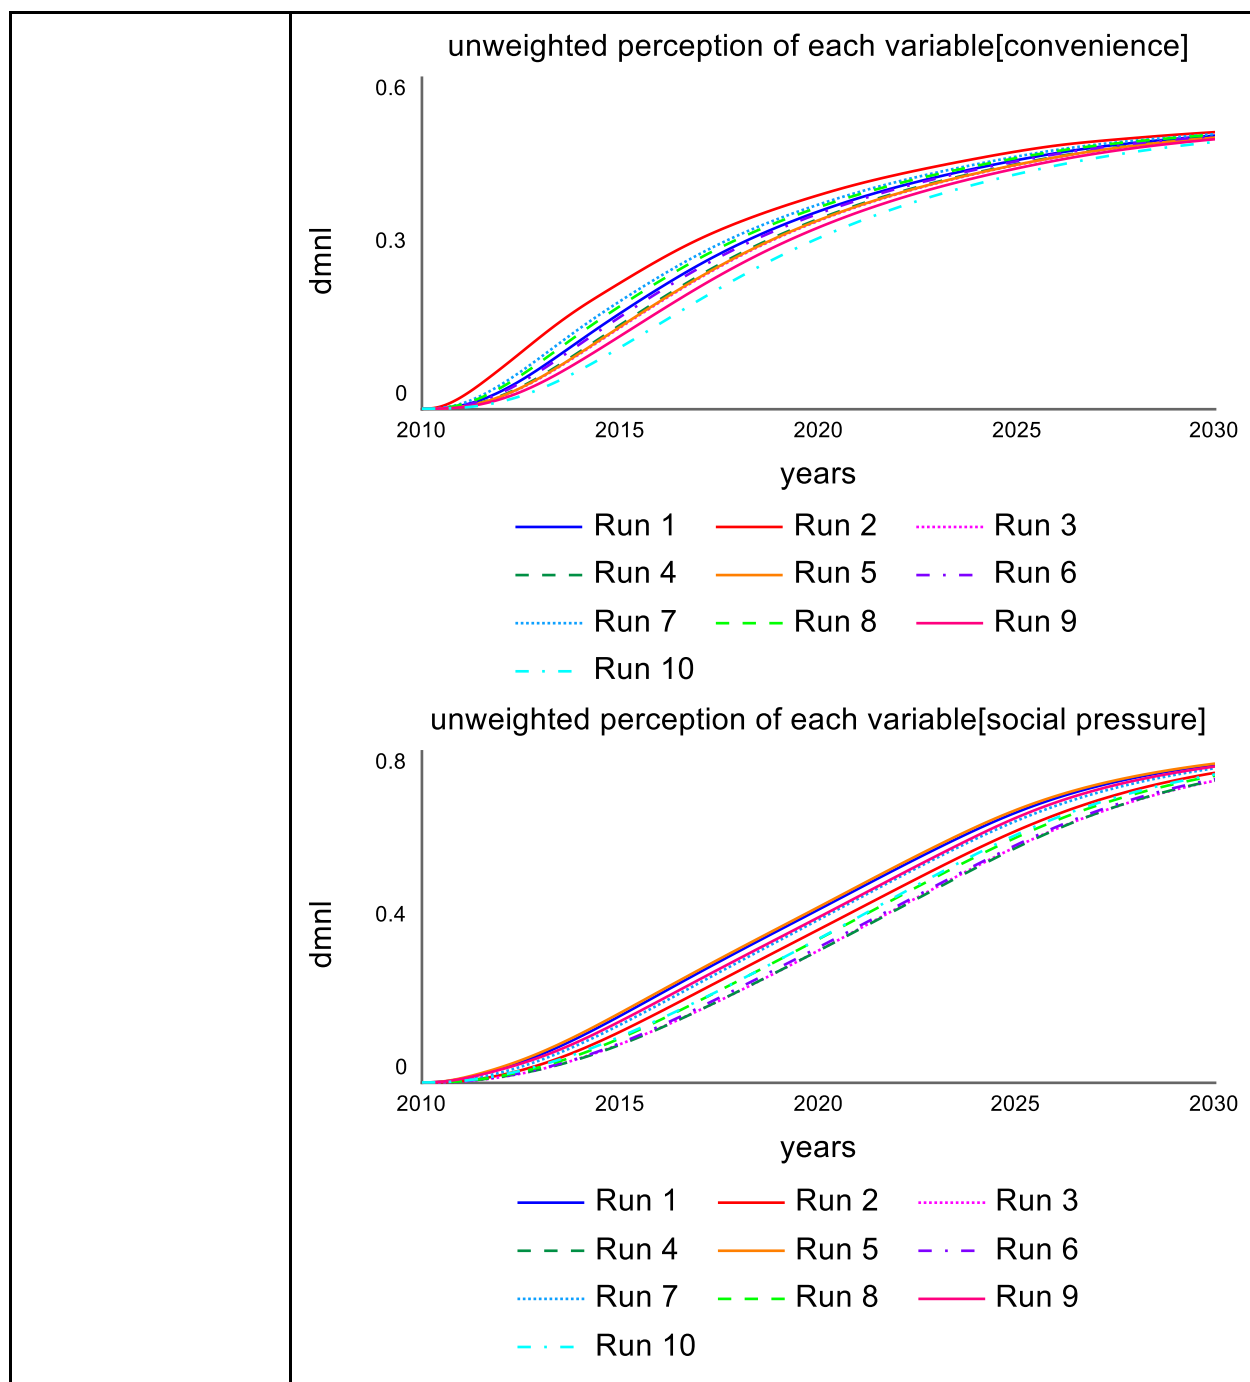 unweighted perception of each variable[convenience]
0.6
0.3
0
dmnl
2010 2015 2020 2025 2030
years
Run 1 Run 2 Run 3
Run 4 Run 5 Run 6
Run 7 Run 8 Run 9
Run 10
unweighted perception of each variable[social pressure]
0.8
0.4
0
dmnl
2010 2015 2020 2025 2030
years
Run 1 Run 2 Run 3
Run 4 Run 5 Run 6
Run 7 Run 8 Run 9
Run 10